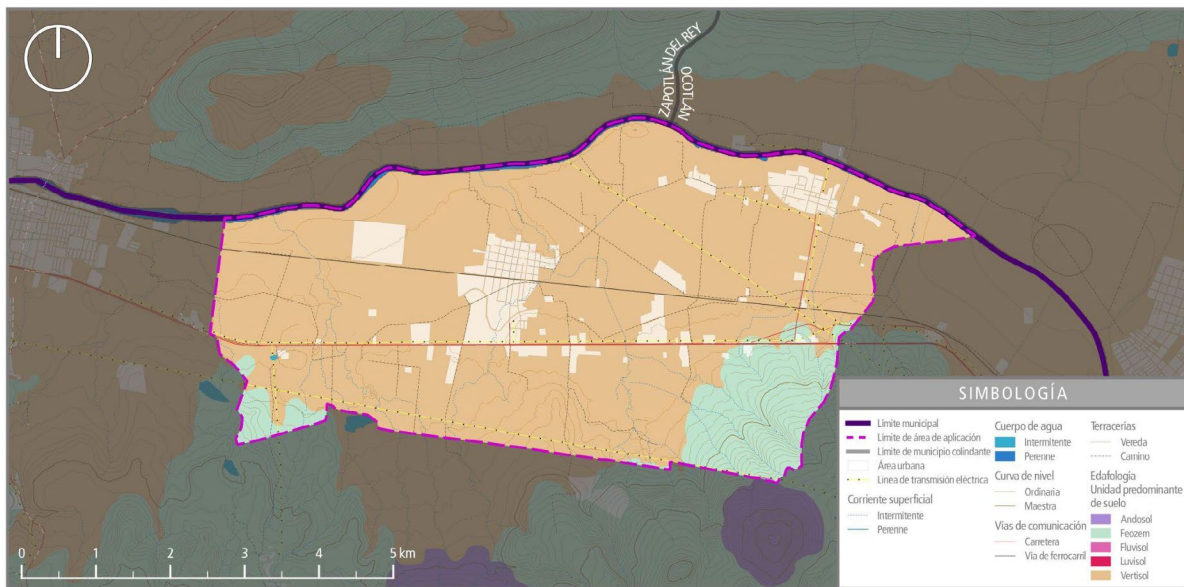 ZAPOTLÁN DEL REY
OCOTLÁN
0 1 2 3 4 5 km
SIMBOLOGÍA
Límite municipal
Límite de área de aplicación
Límite de municipio colindante
Área urbana
Linea de transmisión eléctrica
Corriente superficial
Intermitente
Perenne
Cuerpo de agua
Intermitente
Perenne
Curva de nivel
Ordinaria
Maestra
Vías de comunicación
Carretera
Vía de ferrocarril
Terracerias
Vereda
Camino
Edafología
Unidad predominante
de suelo
Andosol
Feozem
Fluvisol
Luvisol
Vertisol